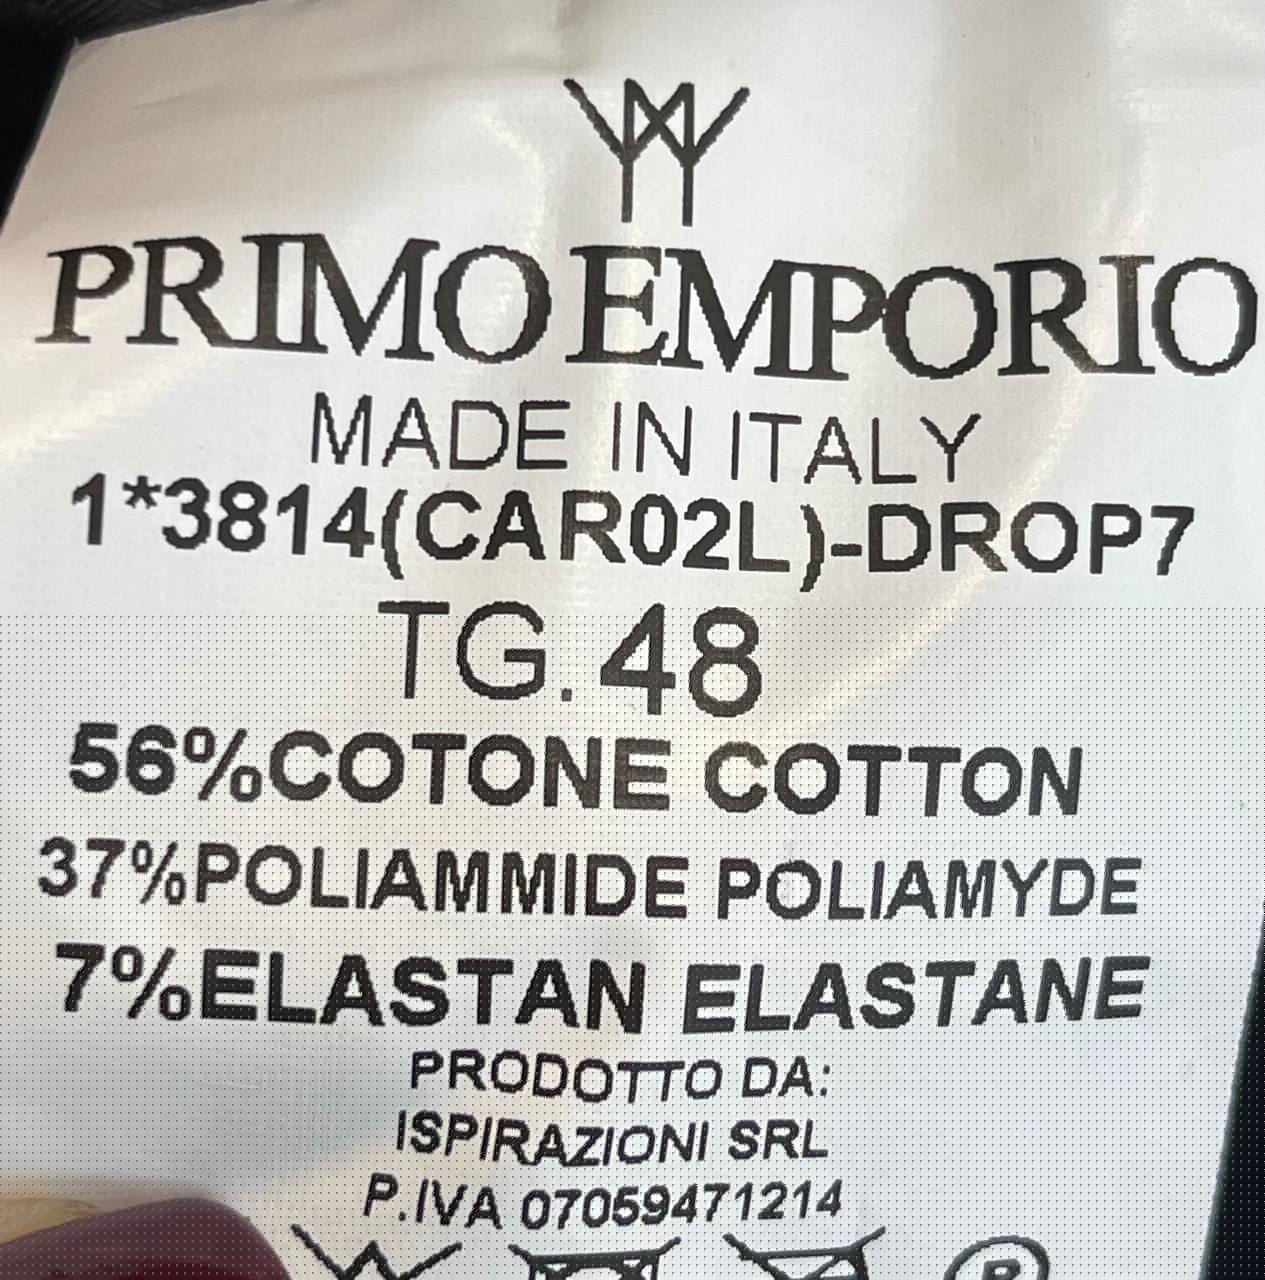 PRIMO EMPORIO
MADE IN ITALY
1*3814(CAR02L)-DROP7
TG. 48
56%COTONE COTTON
37%POLIAMMIDE POLIAMYDE
7%ELASTAN ELASTANE
PRODOTTO DA:
ISPIRAZIONI SRL
P.IVA 07059471214
P